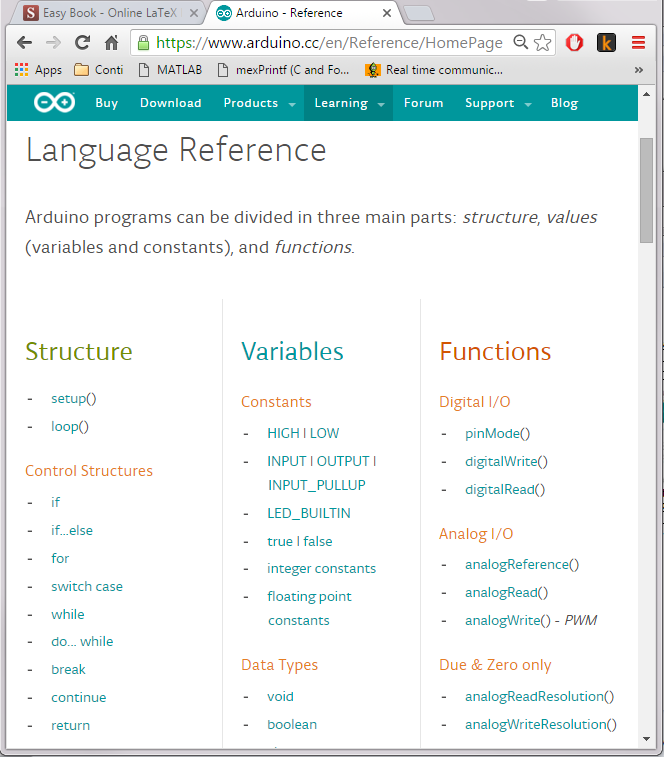 Easy Book - Online LaTeX
Arduino - Reference
https://www.arduino.cc/en/Reference/HomePage
Apps
Conti
MATLAB
mexPrintf (C and Fo...
Real time communic...
»
Buy
Download
Products
Learning
Forum
Support
Blog
Language Reference
Arduino programs can be divided in three main parts: structure, values
(variables and constants), and functions.
Structure
- setup()
- loop()
Control Structures
- if
- if...else
- for
- switch case
- while
- do... while
- break
- continue
- return
Variables
Constants
- HIGH | LOW
- INPUT | OUTPUT |
INPUT_PULLUP
- LED_BUILTIN
- true | false
- integer constants
- floating point
constants
Data Types
- void
- boolean
Functions
Digital I/O
- pinMode()
- digitalWrite()
- digitalRead()
Analog I/O
- analogReference()
- analogRead()
- analogWrite() - PWM
Due & Zero only
- analogReadResolution()
- analogWriteResolution()